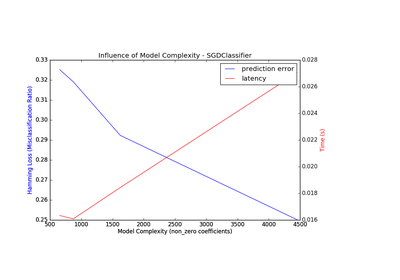 Influence of Model Complexity - SGDClassifier
0.33
0.32
0.31
0.30
0.29
0.28
0.27
0.26
0.25
Hamming Loss (Misclassification Ratio)
prediction error
latency
0.028
0.026
0.024
0.022
0.020
0.018
0.016
Time (s)
500 1000 1500 2000 2500 3000 3500 4000 4500
Model Complexity (non_zero coefficients)